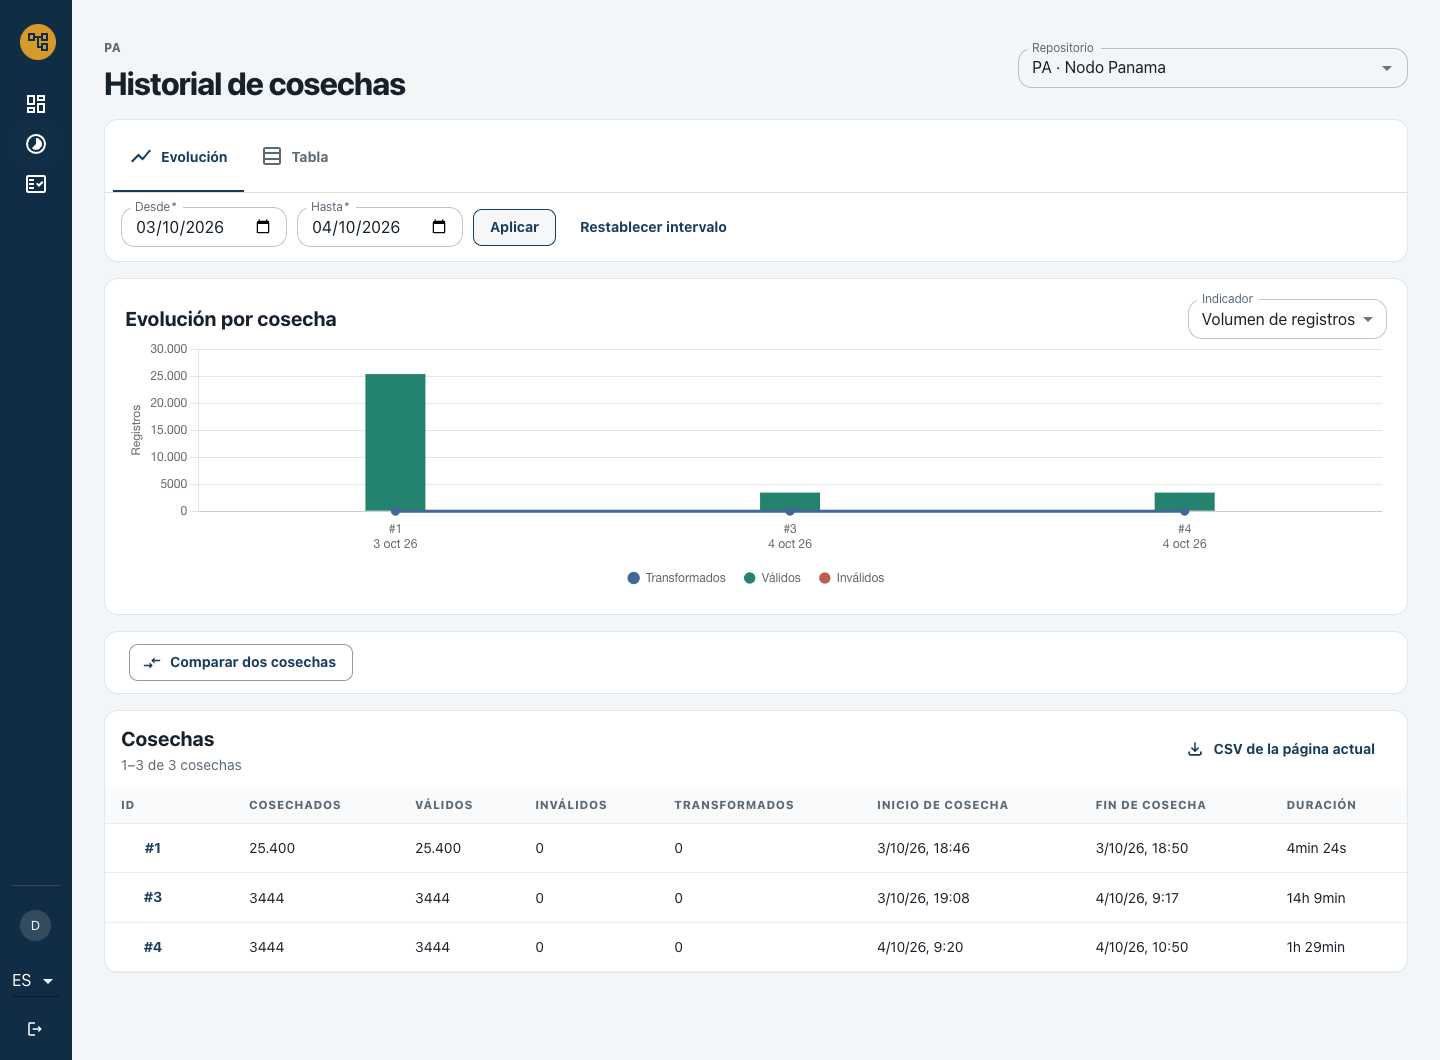 PA
Historial de cosechas
Repositorio
PA · Nodo Panama
Evolución
Tabla
Desde *
03/10/2026
Hasta *
04/10/2026
Aplicar
Restablecer intervalo
Evolución por cosecha
Indicador
Volumen de registros
30.000
25.000
20.000
15.000
10.000
5000
0
Registros
#1
3 oct 26
#3
4 oct 26
#4
4 oct 26
Transformados
Válidos
Inválidos
Comparar dos cosechas
Cosechas
1–3 de 3 cosechas
CSV de la página actual
ID COSECHADOS VÁLIDOS INVÁLIDOS TRANSFORMADOS INICIO DE COSECHA FIN DE COSECHA DURACIÓN
#1 25.400 25.400 0 0 3/10/26, 18:46 3/10/26, 18:50 4min 24s
#3 3444 3444 0 0 3/10/26, 19:08 4/10/26, 9:17 14h 9min
#4 3444 3444 0 0 4/10/26, 9:20 4/10/26, 10:50 1h 29min
D
ES